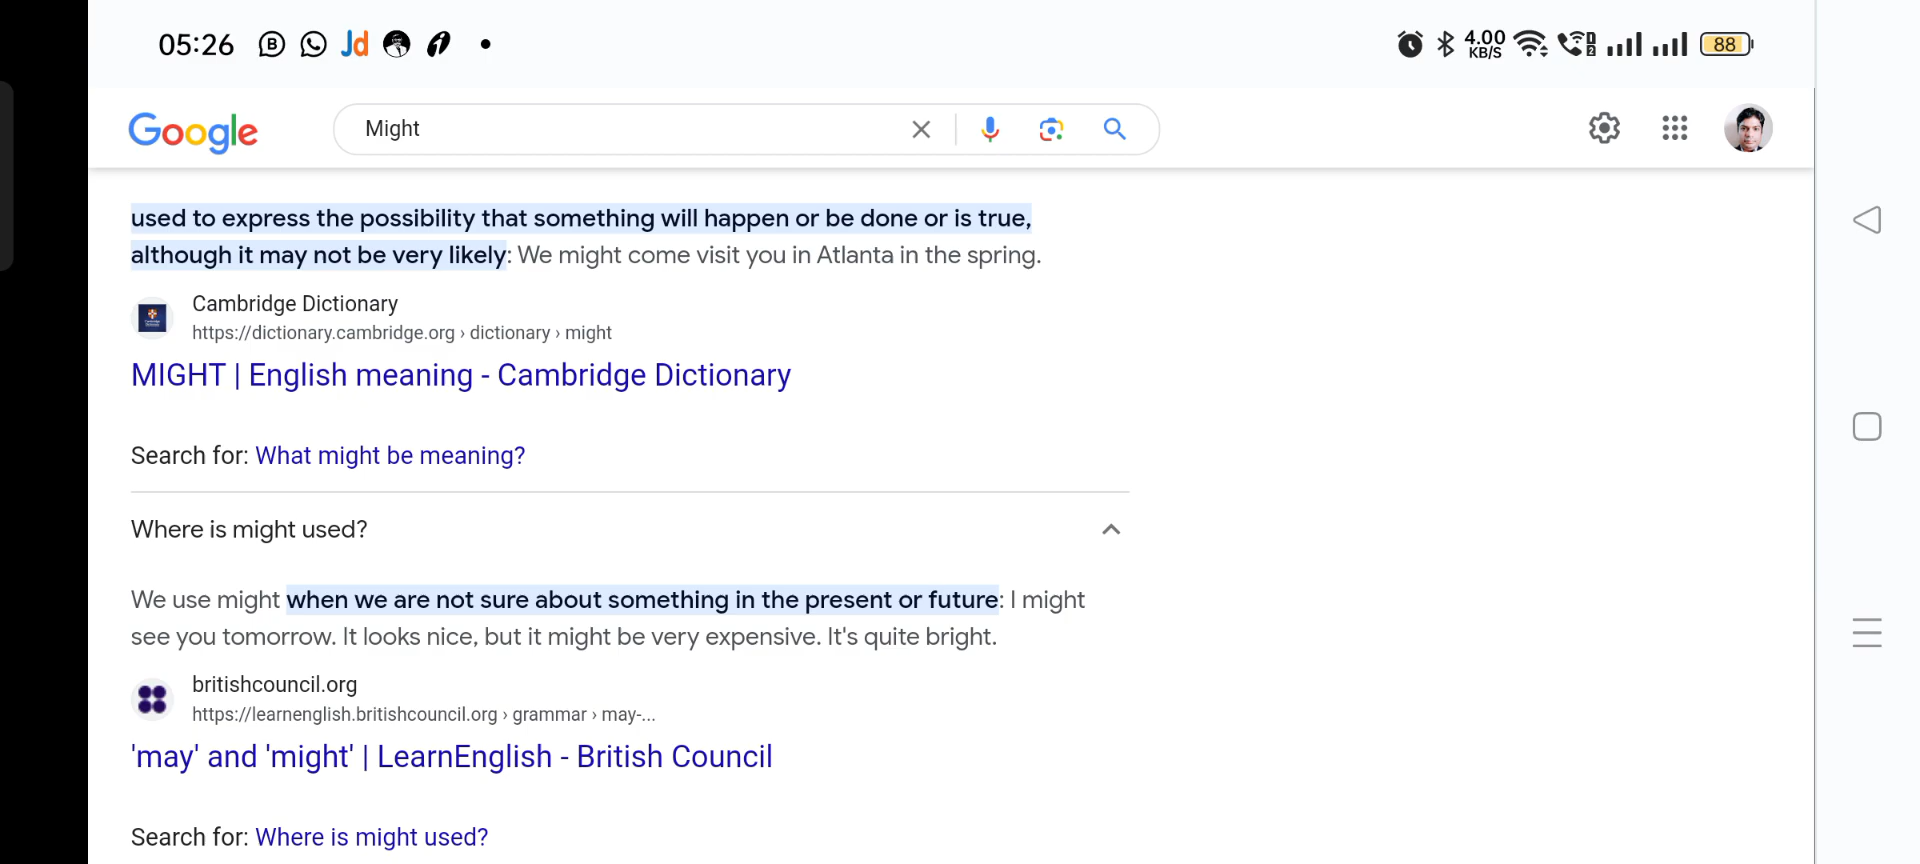 05:26 B Jd 4.00 KB/S 88
Google Might
used to express the possibility that something will happen or be done or is true,
although it may not be very likely: We might come visit you in Atlanta in the spring.
Cambridge Dictionary
https://dictionary.cambridge.org › dictionary › might
MIGHT | English meaning - Cambridge Dictionary
Search for: What might be meaning?
Where is might used?
We use might when we are not sure about something in the present or future: I might
see you tomorrow. It looks nice, but it might be very expensive. It's quite bright.
britishcouncil.org
https://learnenglish.britishcouncil.org › grammar › may-...
'may' and 'might' | LearnEnglish - British Council
Search for: Where is might used?